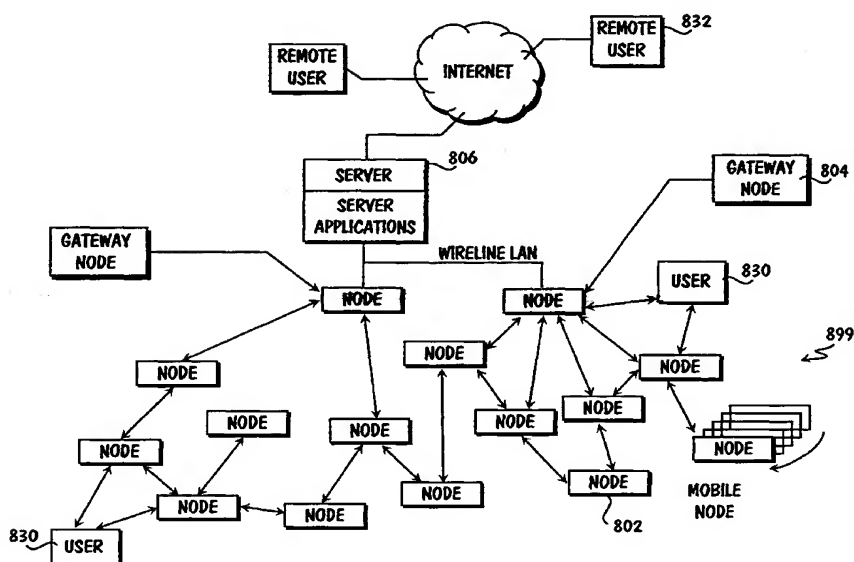 REMOTE
USER
832
REMOTE
USER
INTERNET
806
SERVER
SERVER
APPLICATIONS
GATEWAY
NODE
804
GATEWAY
NODE
WIRELINE LAN
USER
830
NODE
NODE
899
NODE
NODE
NODE
NODE
NODE
NODE
NODE
NODE
NODE
NODE
MOBILE
NODE
NODE
NODE
802
NODE
NODE
830
USER